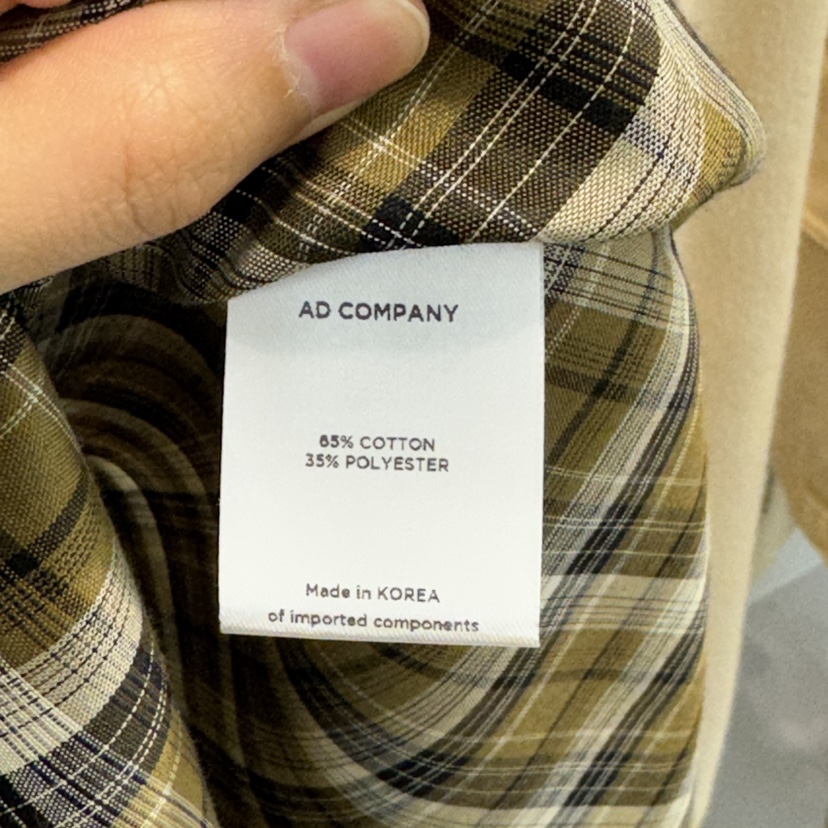 AD COMPANY
65% COTTON
35% POLYESTER
Made in KOREA
of imported components